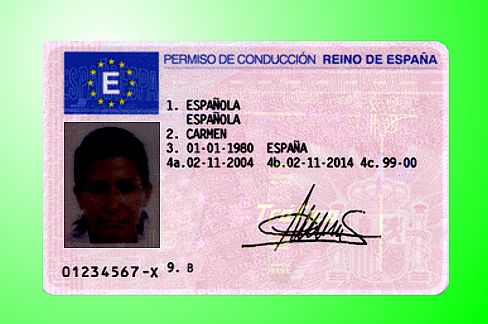 E
PERMISO DE CONDUCCIÓN REINO DE ESPAÑA
1. ESPAÑOLA
ESPAÑOLA
2. CARMEN
3. 01-01-1980 ESPAÑA
4a.02-11-2004 4b.02-11-2014 4c. 99-00
01234567-X 9. B